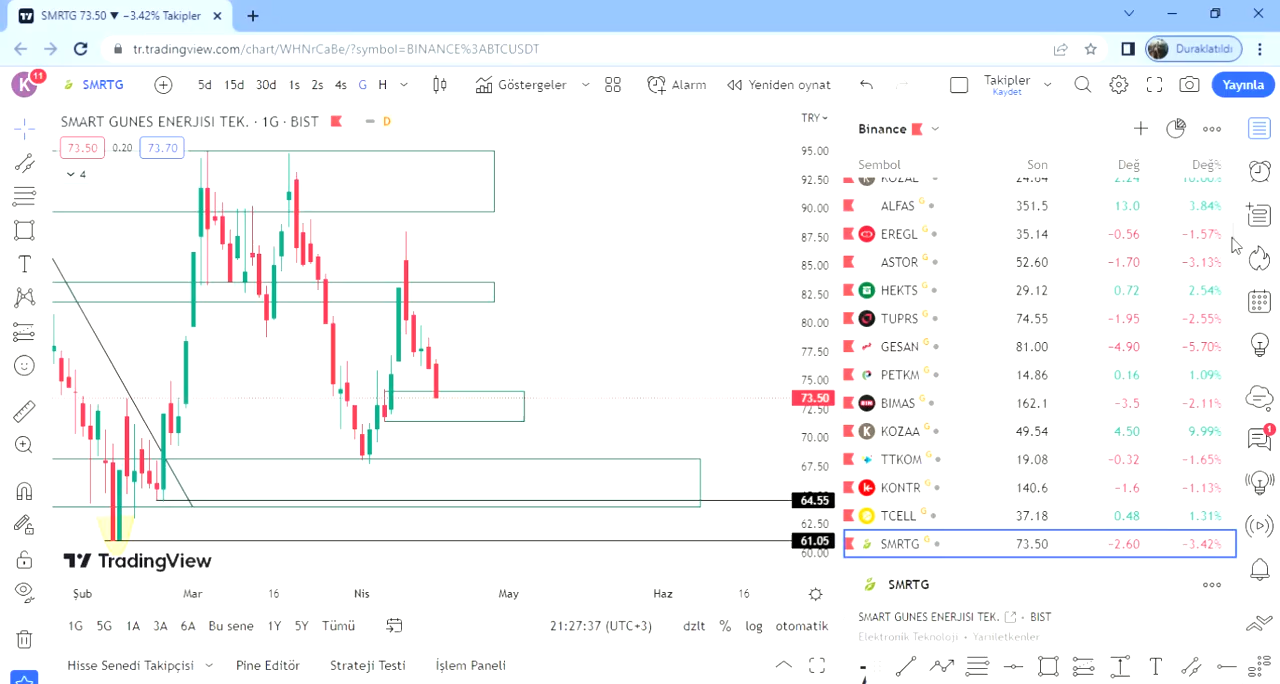 SMRTG 73.50 ▼ −3.42% Takipler
tr.tradingview.com/chart/WHNrCaBe/?symbol=BINANCE%3ABTCUSDT
Duraklatıldı
K 11 SMRTG 5d 15d 30d 1s 2s 4s G H Göstergeler Alarm Yeniden oynat Takipler Kaydet Yayınla
SMART GUNES ENERJISI TEK. · 1G · BIST D
73.50 0.20 73.70
4
TRY
95.00
92.50
90.00
87.50
85.00
82.50
80.00
77.50
75.00
73.50
72.50
70.00
67.50
64.55
62.50
61.05
60.00
TradingView
Şub Mar 16 Nis May Haz 16
1G 5G 1A 3A 6A Bu sene 1Y 5Y Tümü 21:27:37 (UTC+3) dzlt % log otomatik
Hisse Senedi Takipçisi Pine Editör Strateji Testi İşlem Paneli
Binance
Sembol Son Değ Değ%
KOZAL 24.64 2.24 10.00%
ALFAS G 351.5 13.0 3.84%
EREGL G 35.14 −0.56 −1.57%
ASTOR G 52.60 −1.70 −3.13%
HEKTS G 29.12 0.72 2.54%
TUPRS G 74.55 −1.95 −2.55%
GESAN G 81.00 −4.90 −5.70%
PETKM G 14.86 0.16 1.09%
BIMAS G 162.1 −3.5 −2.11%
KOZAA G 49.54 4.50 9.99%
TTKOM G 19.08 −0.32 −1.65%
KONTR G 140.6 −1.6 −1.13%
TCELL G 37.18 0.48 1.31%
SMRTG G 73.50 −2.60 −3.42%
SMRTG
SMART GUNES ENERJISI TEK. · BIST
Elektronik Teknoloji · Yarıiletkenler
1